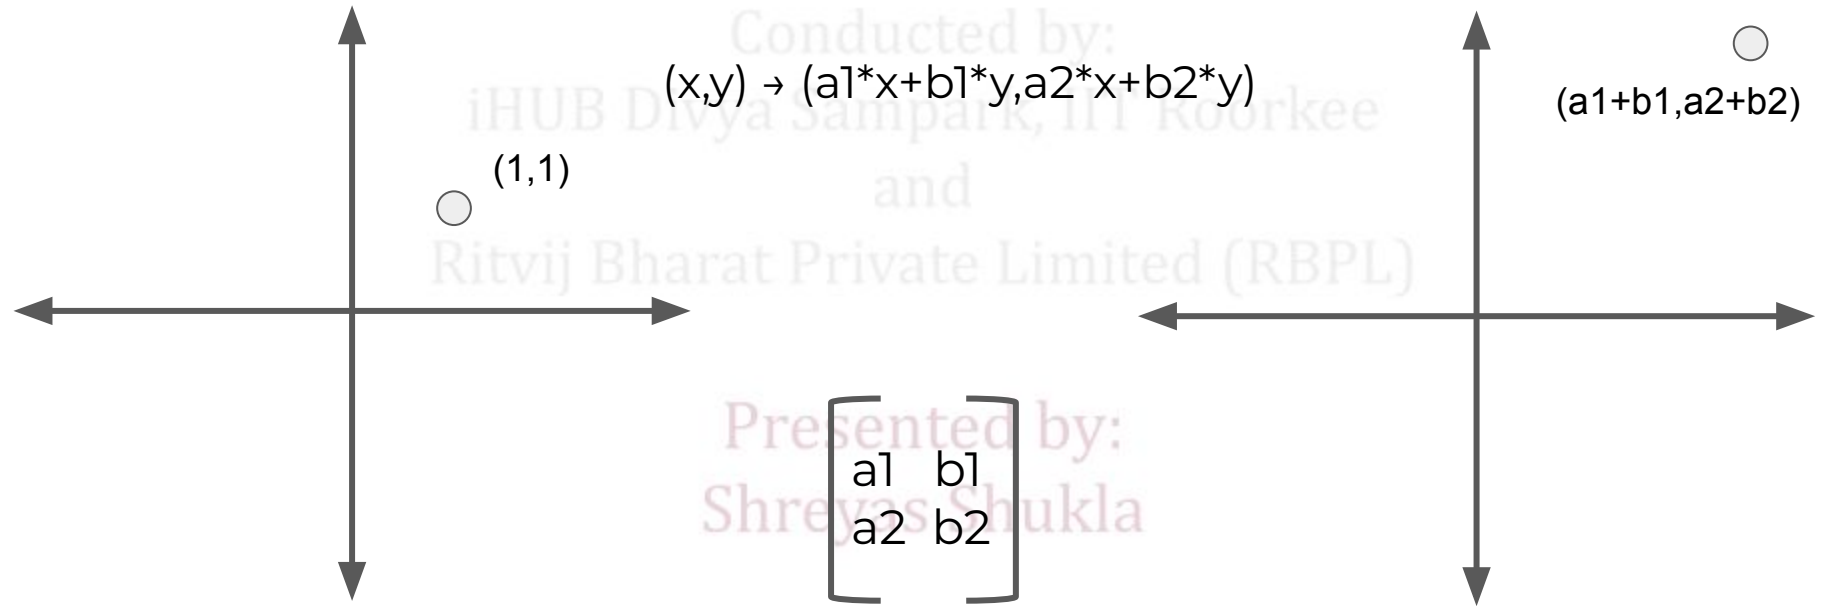 Conducted by:
(x,y) → (a1*x+b1*y,a2*x+b2*y)
(a1+b1,a2+b2)
iHUB Divya Sampark, IIT Roorkee
(1,1)
and
Ritvij Bharat Private Limited (RBPL)
Presented by:
a1 b1
Shreyas Shukla
a2 b2